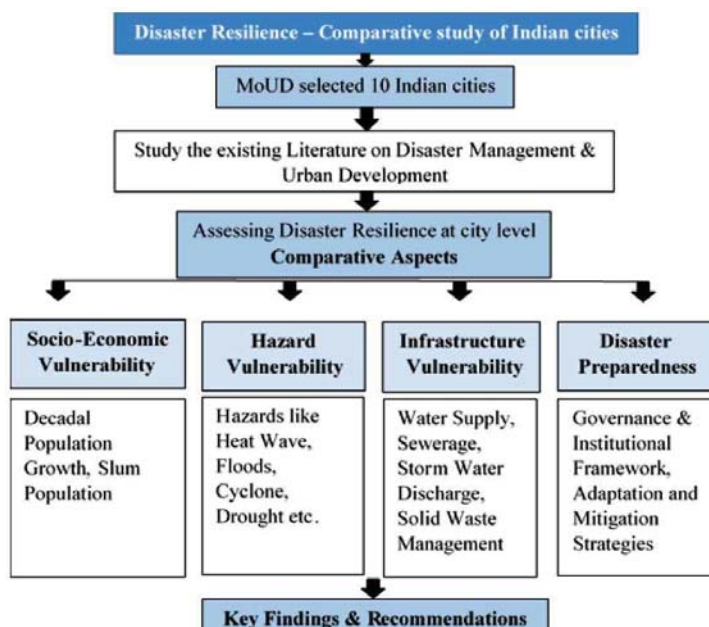 Disaster Resilience – Comparative study of Indian cities
MoUD selected 10 Indian cities
Study the existing Literature on Disaster Management &
Urban Development
Assessing Disaster Resilience at city level
Comparative Aspects
Socio-Economic
Vulnerability
Decadal
Population
Growth, Slum
Population
Hazard
Vulnerability
Hazards like
Heat Wave,
Floods,
Cyclone,
Drought etc.
Infrastructure
Vulnerability
Water Supply,
Sewerage,
Storm Water
Discharge,
Solid Waste
Management
Disaster
Preparedness
Governance &
Institutional
Framework,
Adaptation and
Mitigation
Strategies
Key Findings & Recommendations